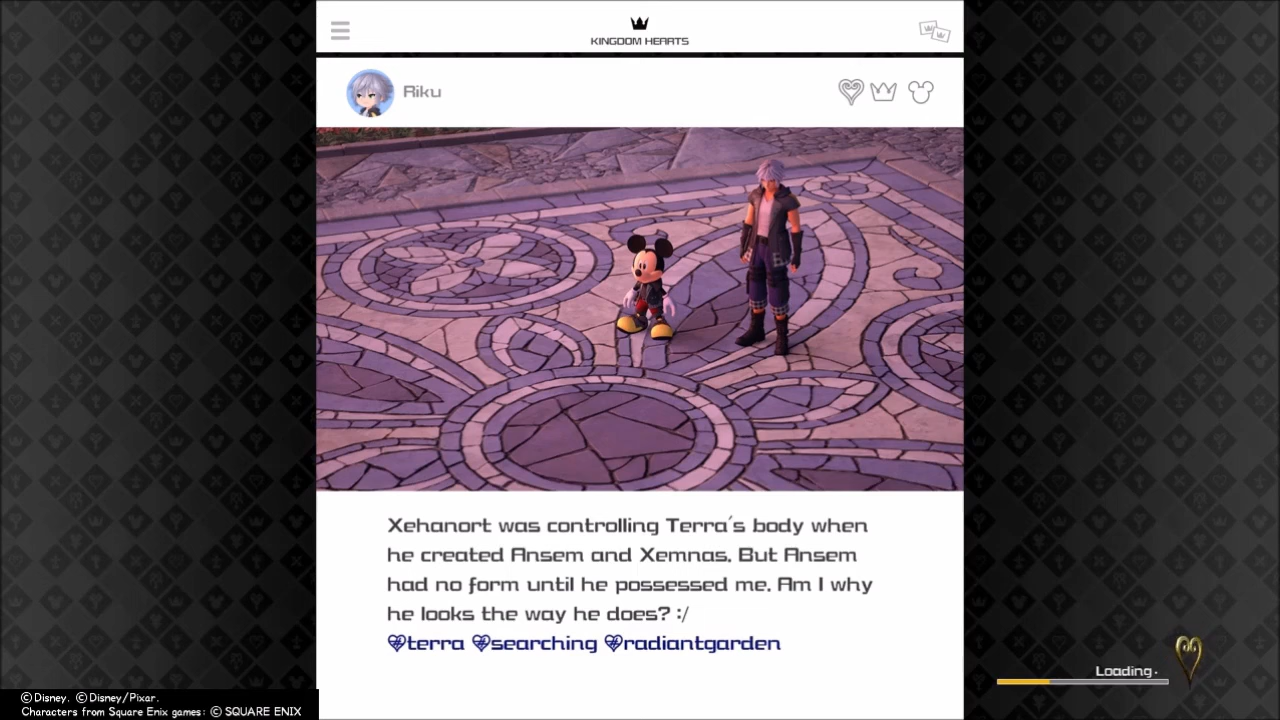 KINGDOM HEARTS
Riku
Xehanort was controlling Terra's body when
he created Ansem and Xemnas. But Ansem
had no form until he possessed me. Am I why
he looks the way he does? :/
terra searching radiantgarden
Loading.
©Disney. ©Disney/Pixar.
Characters from Square Enix games: © SQUARE ENIX